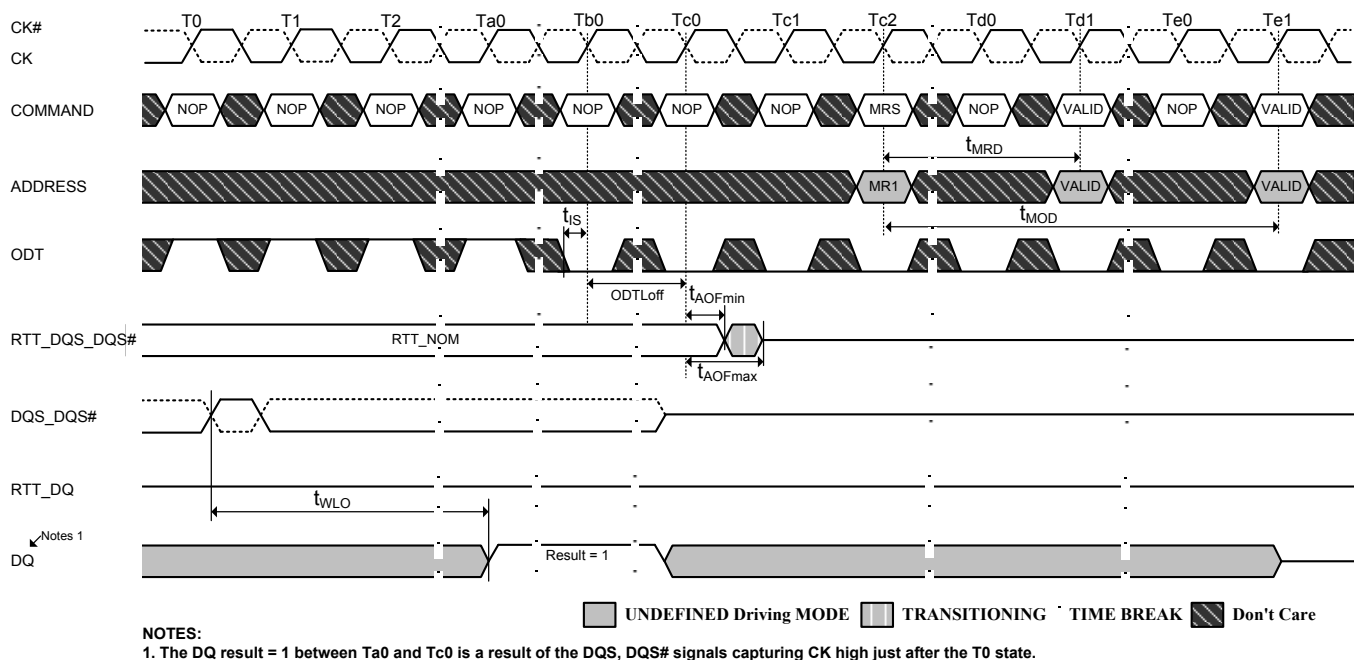 T0 T1 T2 Ta0 Tb0 Tc0 Tc1 Tc2 Td0 Td1 Te0 Te1
CK#
CK
COMMAND NOP NOP NOP NOP NOP NOP NOP MRS NOP VALID NOP VALID
tMRD
ADDRESS MR1 VALID VALID
tIS
tMOD
ODT
ODTLoff
tAOFmin
RTT_DQS_DQS# RTT_NOM
tAOFmax
DQS_DQS#
RTT_DQ
tWLO
Notes 1
DQ Result = 1
UNDEFINED Driving MODE TRANSITIONING TIME BREAK Don't Care
NOTES:
1. The DQ result = 1 between Ta0 and Tc0 is a result of the DQS, DQS# signals capturing CK high just after the T0 state.